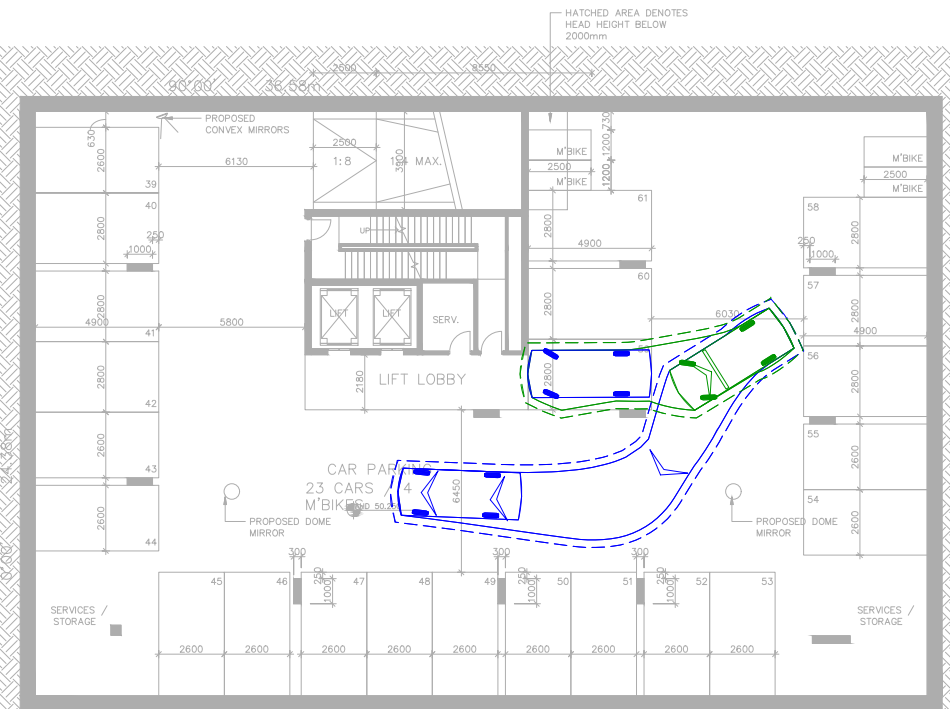 HATCHED AREA DENOTES
HEAD HEIGHT BELOW
2000mm
2500
8550
90°00'
36.58m
PROPOSED
CONVEX MIRRORS
630
2600
6130
2500
1:8
MAX.
3900
730
1200
1200
M'BIKE
2500
M'BIKE
M'BIKE
2500
M'BIKE
39
40
2800
250
1000
UP
61
2800
4900
60
2800
58
2800
250
1000
57
LIFT
LIFT
SERV.
4900
5800
41
6030
2800
4900
56
2180
LIFT LOBBY
2800
2800
2800
42
2600
43
CAR PARKING
23 CARS / 4
M'BIKES
6450
55
54
2600
2600
44
PROPOSED DOME
MIRROR
PROPOSED DOME
MIRROR
0°00'
300
300
300
45
46
250
1000
47
48
49
250
1000
50
51
250
1000
52
53
SERVICES /
STORAGE
SERVICES /
STORAGE
2600
2600
2600
2600
2600
2600
2600
2600
2600